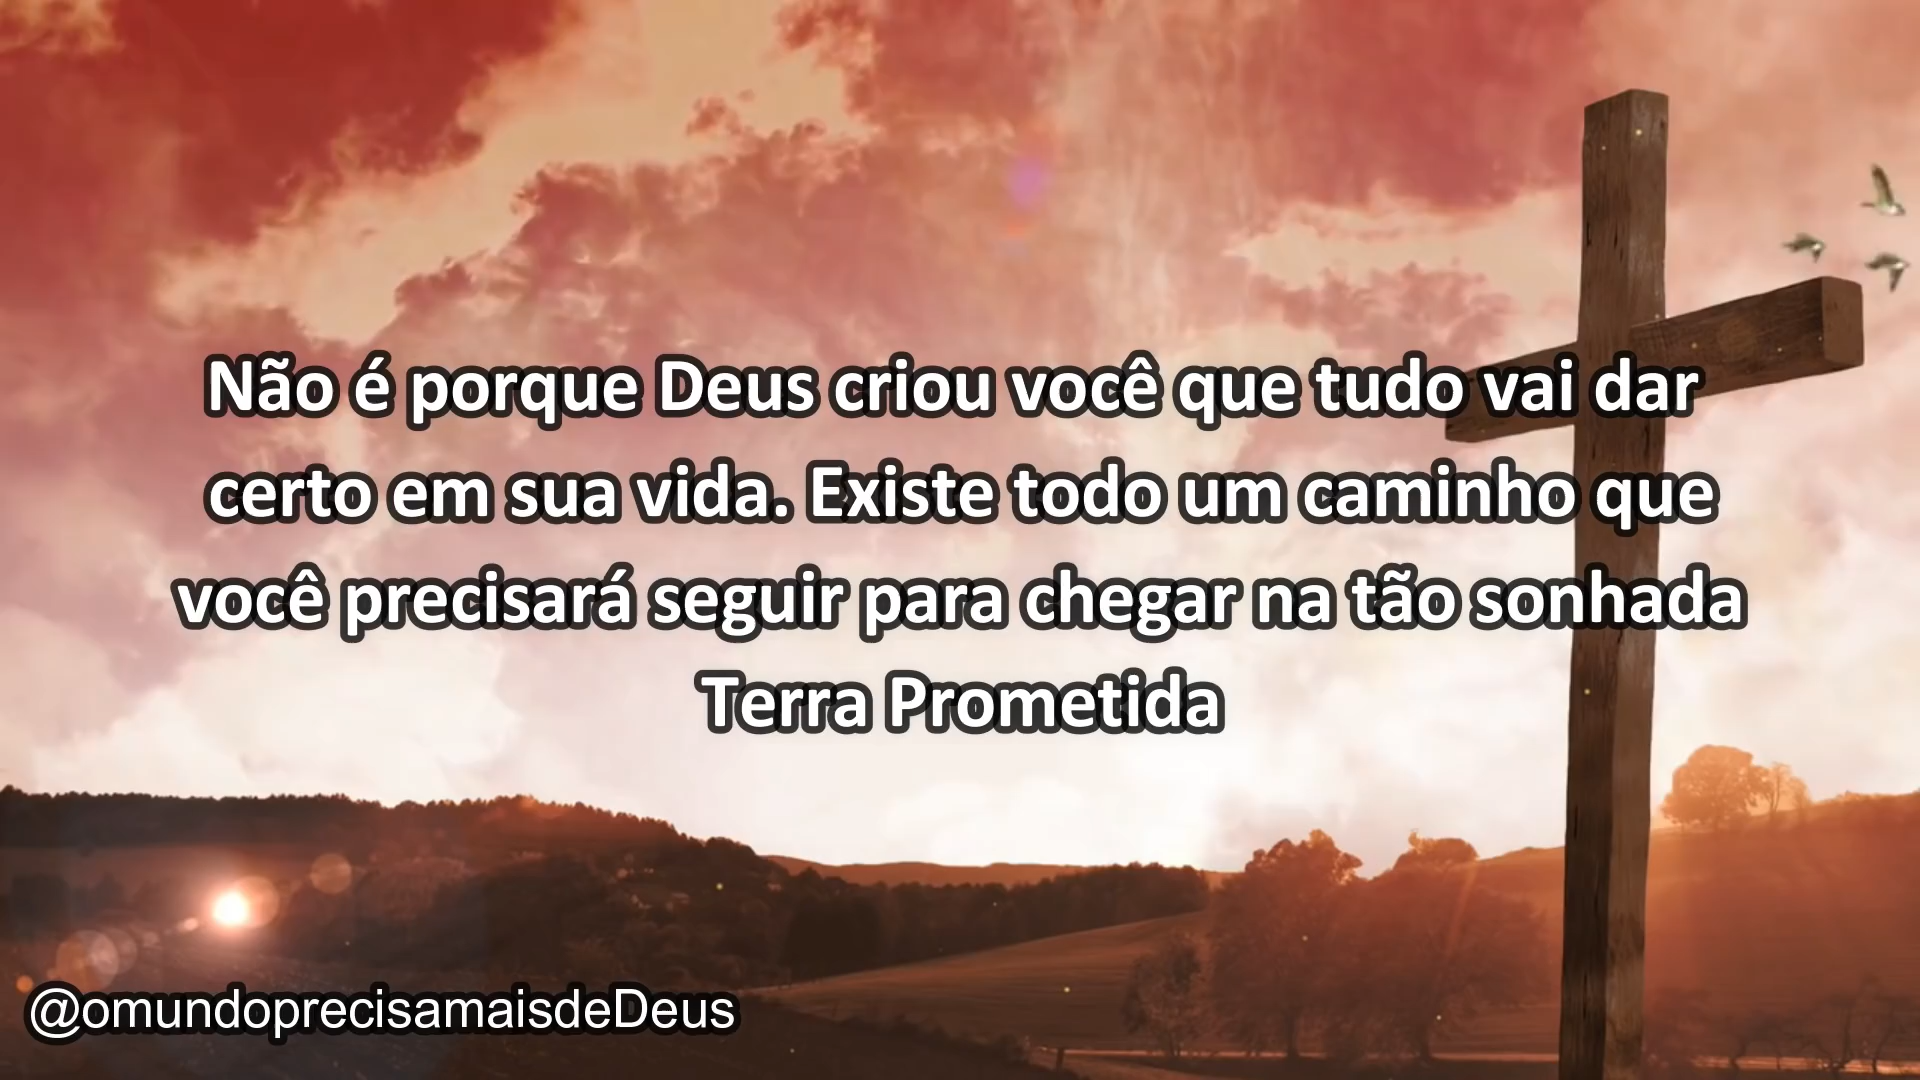 Não é porque Deus criou você que tudo vai dar
certo em sua vida. Existe todo um caminho que
você precisará seguir para chegar na tão sonhada
Terra Prometida
@omundoprecisamaisdeDeus